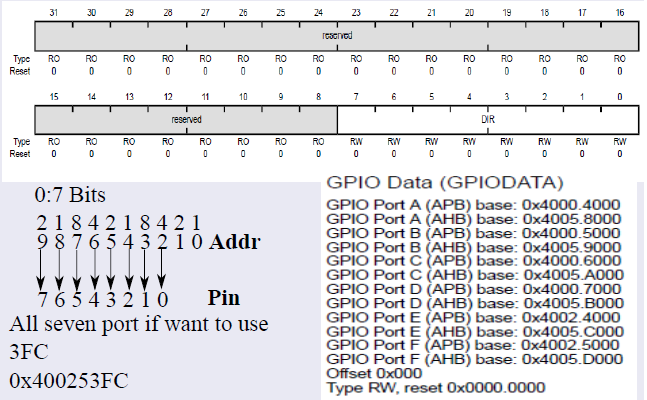 31 30 29 28 27 26 25 24 23 22 21 20 19 18 17 16
reserved
Type RO RO RO RO RO RO RO RO RO RO RO RO RO RO RO RO
Reset 0 0 0 0 0 0 0 0 0 0 0 0 0 0 0 0
15 14 13 12 11 10 9 8 7 6 5 4 3 2 1 0
reserved DIR
Type RO RO RO RO RO RO RO RO RW RW RW RW RW RW RW RW
Reset 0 0 0 0 0 0 0 0 0 0 0 0 0 0 0 0
0:7 Bits
2 1 8 4 2 1 8 4 2 1
9 8 7 6 5 4 3 2 1 0 Addr
7 6 5 4 3 2 1 0 Pin
All seven port if want to use
3FC
0x400253FC
GPIO Data (GPIODATA)
GPIO Port A (APB) base: 0x4000.4000
GPIO Port A (AHB) base: 0x4005.8000
GPIO Port B (APB) base: 0x4000.5000
GPIO Port B (AHB) base: 0x4005.9000
GPIO Port C (APB) base: 0x4000.6000
GPIO Port C (AHB) base: 0x4005.A000
GPIO Port D (APB) base: 0x4000.7000
GPIO Port D (AHB) base: 0x4005.B000
GPIO Port E (APB) base: 0x4002.4000
GPIO Port E (AHB) base: 0x4005.C000
GPIO Port F (APB) base: 0x4002.5000
GPIO Port F (AHB) base: 0x4005.D000
Offset 0x000
Type RW, reset 0x0000.0000